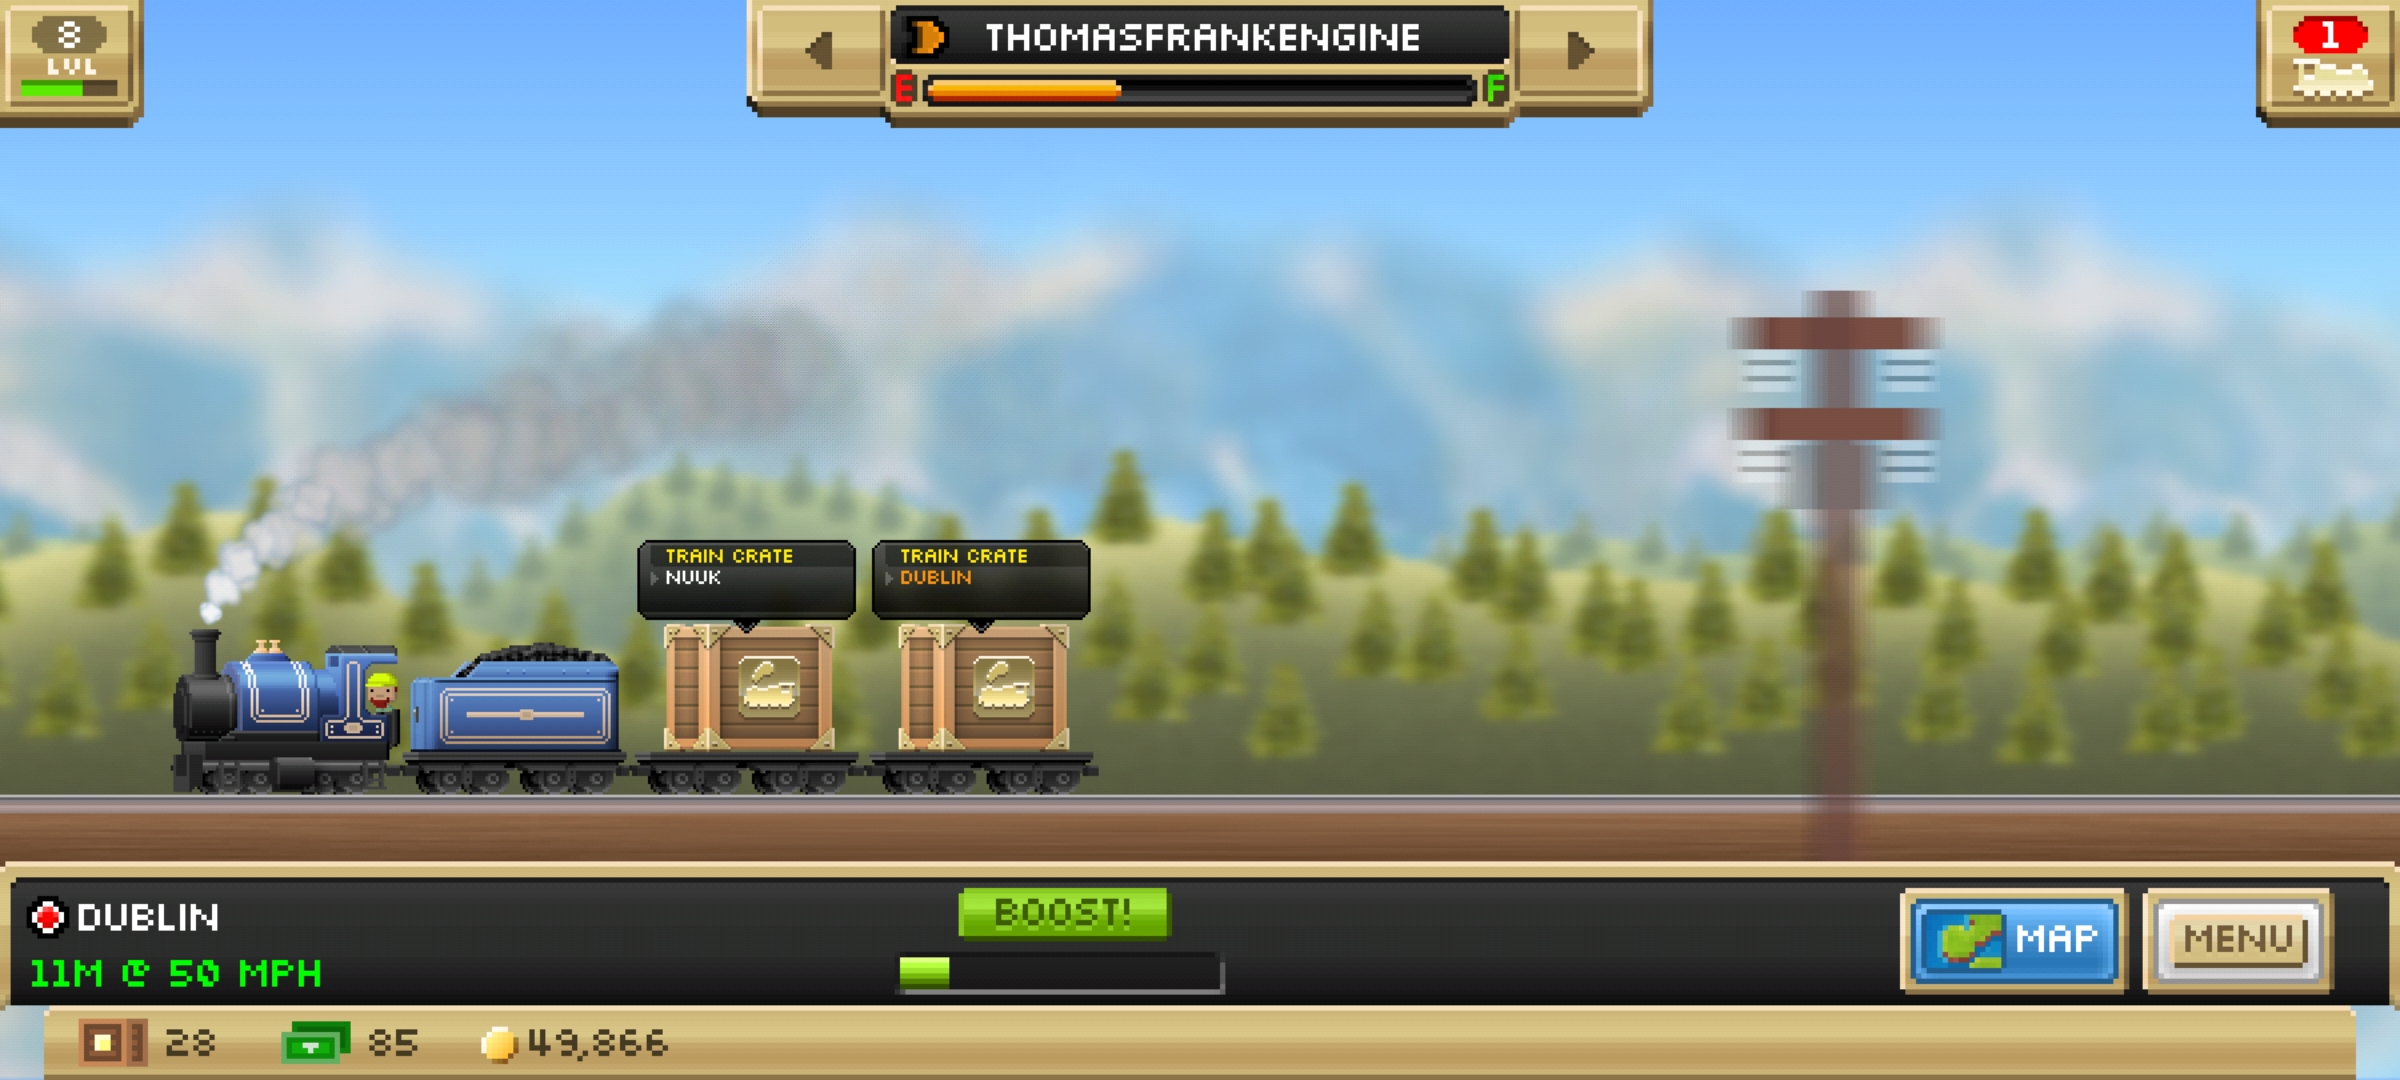 8
LVL
THOMASFRANKENGINE
E F
1
TRAIN CRATE
NUUK
TRAIN CRATE
DUBLIN
DUBLIN
11M @ 50 MPH
BOOST!
MAP
MENU
28
85
49,866